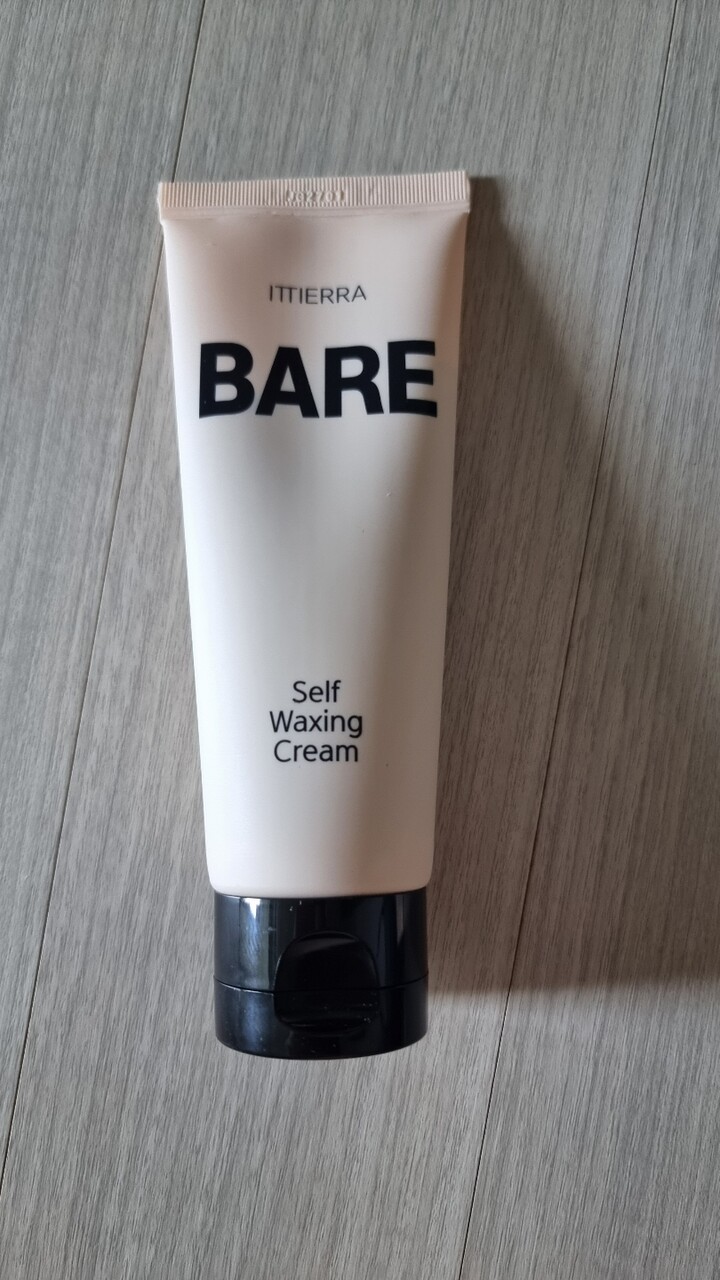 ITTIERRA
BARE
Self
Waxing
Cream